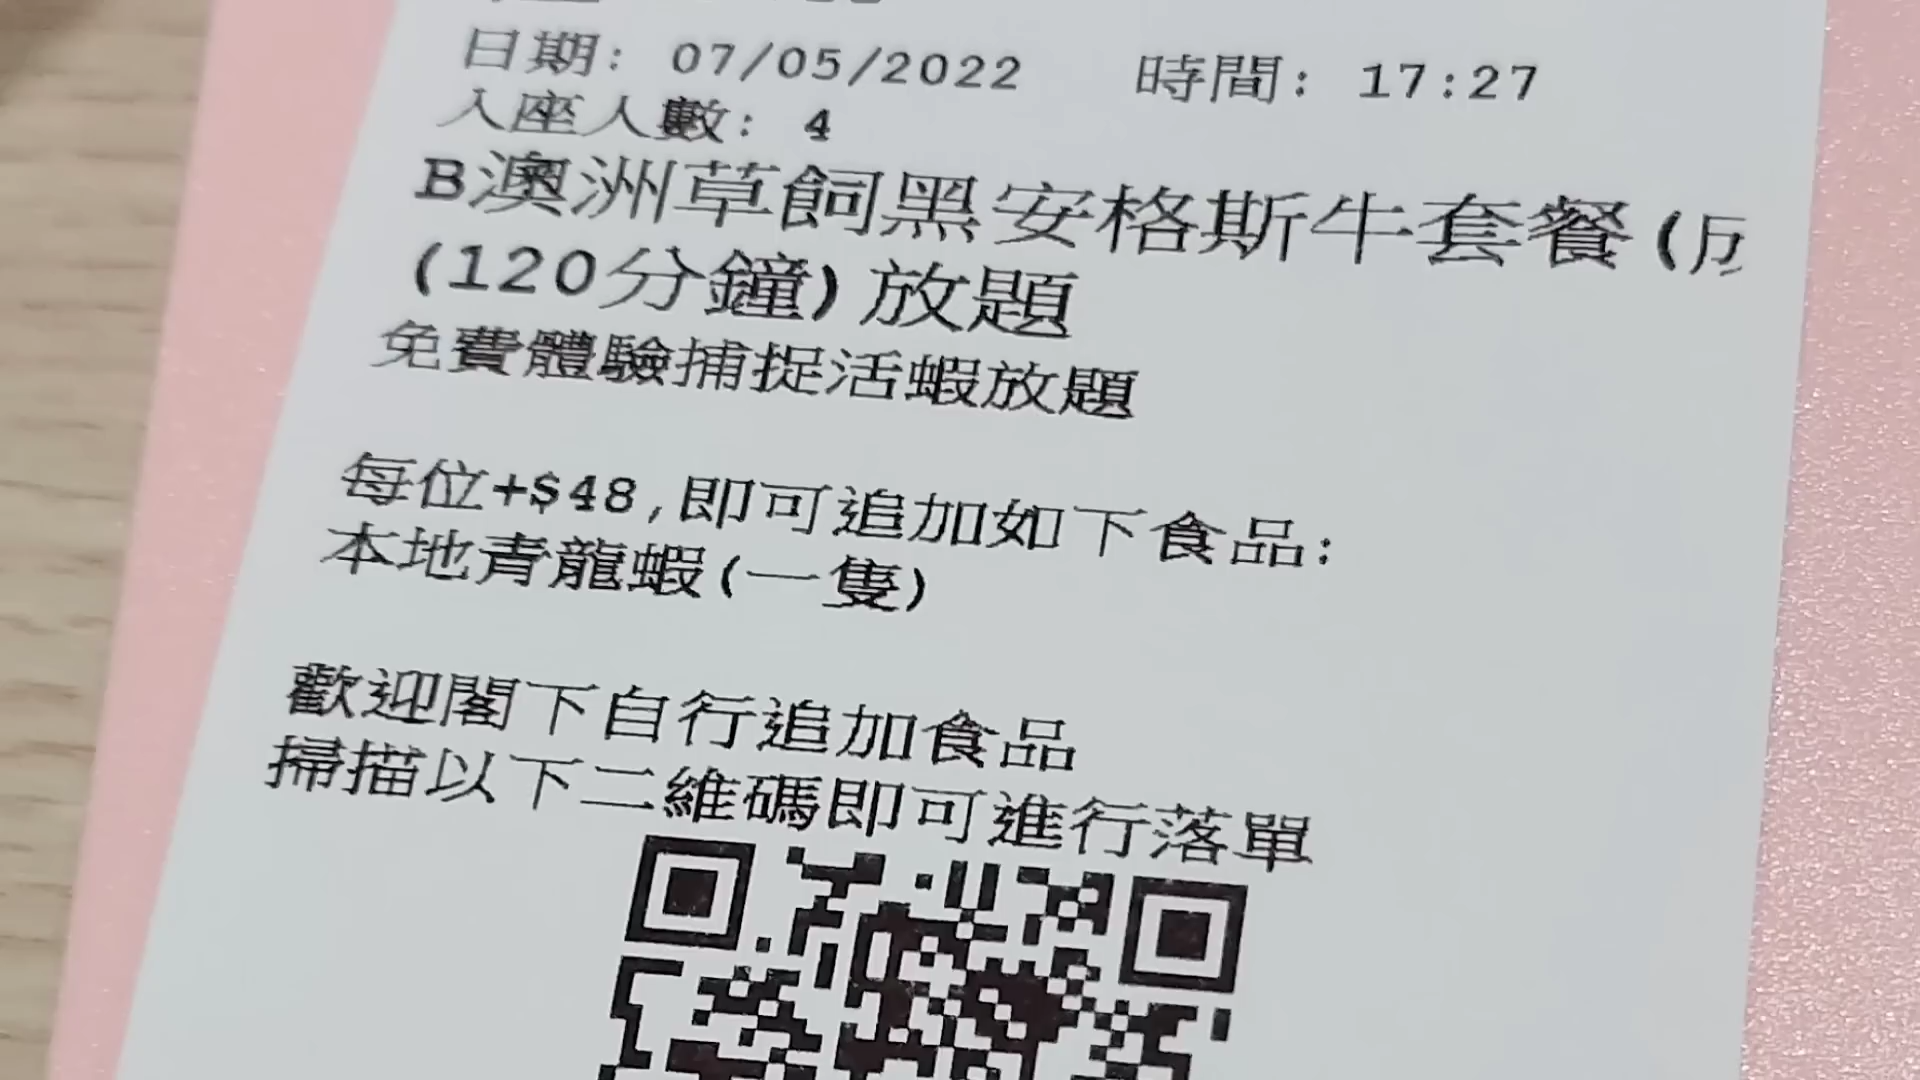 日期: 07/05/2022 時間: 17:27
入座人數: 4
B澳洲草飼黑安格斯牛套餐(
(120分鐘)放題
免費體驗捕捉活蝦放題
每位+$48,即可追加如下食品:
本地青龍蝦(一隻)
歡迎閣下自行追加食品
掃描以下二維碼即可進行落單